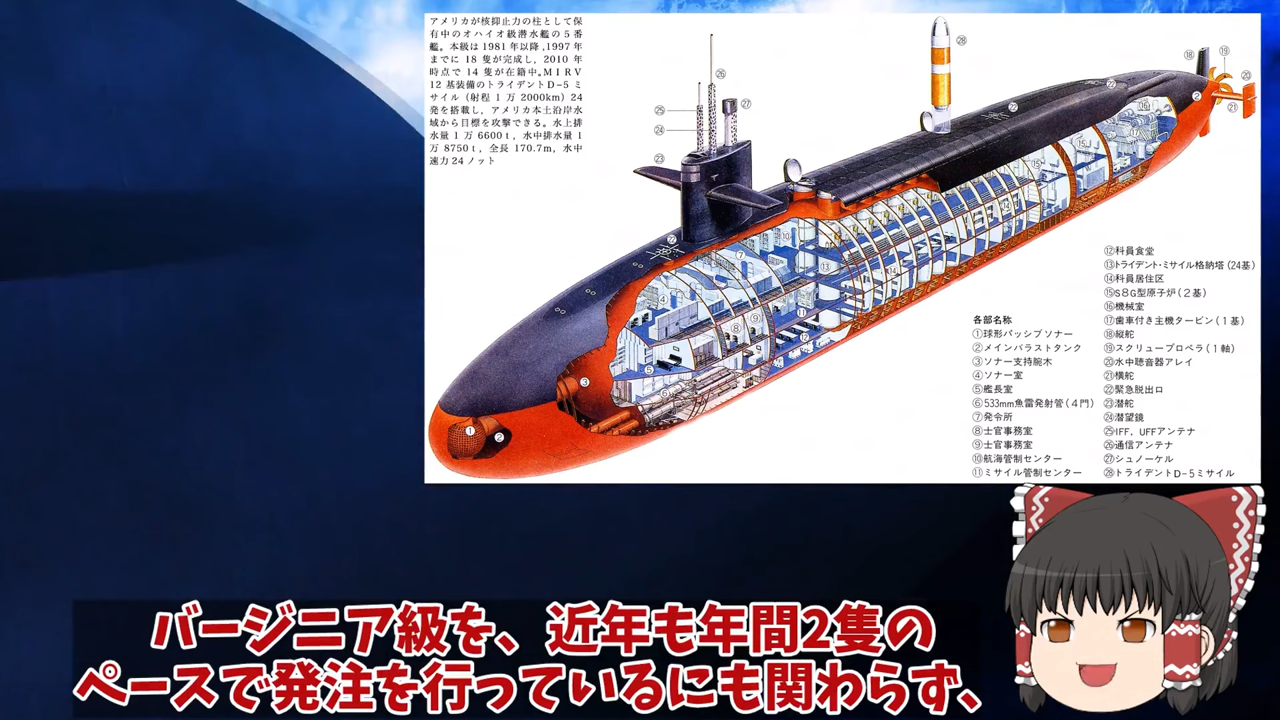 アメリカが核抑止力の柱として保
有中のオハイオ級潜水艦の5番
艦。本級は1981年以降,1997年
までに18隻が完成し,2010年
時点で14隻が在籍中。MIRV
12基装備のトライデントD-5ミ
サイル(射程1万2000km)24
発を搭載し,アメリカ本土沿岸水
域から目標を攻撃できる。水上排
水量1万6600t,水中排水量1
万8750t,全長170.7m,水中
速力24ノット
各部名称
①球形パッシブソナー
②メインバラストタンク
③ソナー支持腕木
④ソナー室
⑤艦長室
⑥533mm魚雷発射管(4門)
⑦発令所
⑧士官事務室
⑨士官事務室
⑩航海管制センター
⑪ミサイル管制センター
⑫科員食堂
⑬トライデント・ミサイル格納塔(24基)
⑭科員居住区
⑮S8G型原子炉(2基)
⑯機械室
⑰歯車付き主機タービン(1基)
⑱縦舵
⑲スクリュープロペラ(1軸)
⑳水中聴音器アレイ
㉑横舵
㉒緊急脱出口
㉓潜舵
㉔潜望鏡
㉕IFF,UFFアンテナ
㉖通信アンテナ
㉗シュノーケル
㉘トライデントD-5ミサイル
バージニア級を、近年も年間2隻の
ペースで発注を行っているにも関わらず、